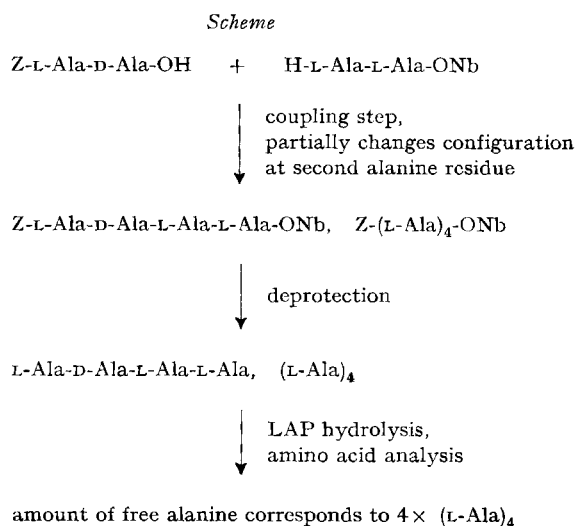 Scheme
Z-L-Ala-D-Ala-OH + H-L-Ala-L-Ala-ONb
coupling step,
partially changes configuration
at second alanine residue
Z-L-Ala-D-Ala-L-Ala-L-Ala-ONb, Z-(L-Ala)₄-ONb
deprotection
L-Ala-D-Ala-L-Ala-L-Ala, (L-Ala)₄
LAP hydrolysis,
amino acid analysis
amount of free alanine corresponds to 4× (L-Ala)₄